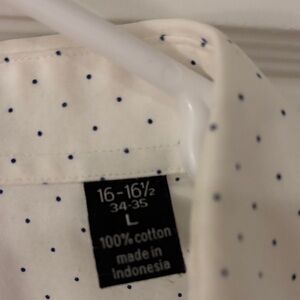 16-16½
34-35
L
100% cotton
made in
Indonesia